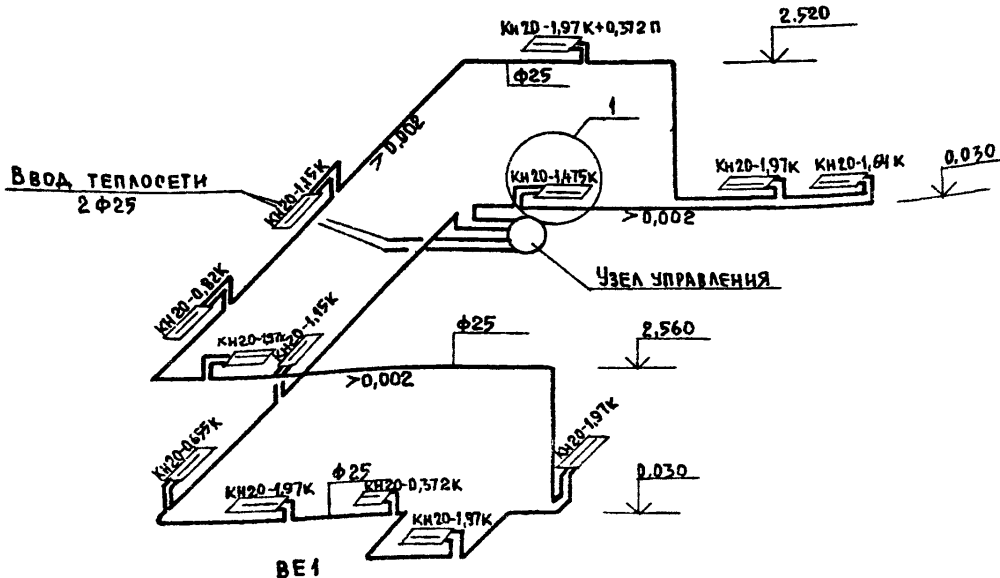 2.520
Кн20-1,97К+0,372П
Ф25
1
>0,002
0.030
Кн20-1,97к
Кн20-1,64К
Кн20-1,475К
>0,002
ВВОД ТЕПЛОСЕТИ
2Ф25
Кн20-1,15К
УЗЕЛ УПРАВЛЕНИЯ
КН20-0,82К
кн20-1,97к
КН20-1,15К
Ф25
2,560
>0,002
Кн20-1,97К
КН20-0,655К
0.030
Ф25
КН20-1,97К
КН20-0,372К
КН20-1,97К
ВЕ1